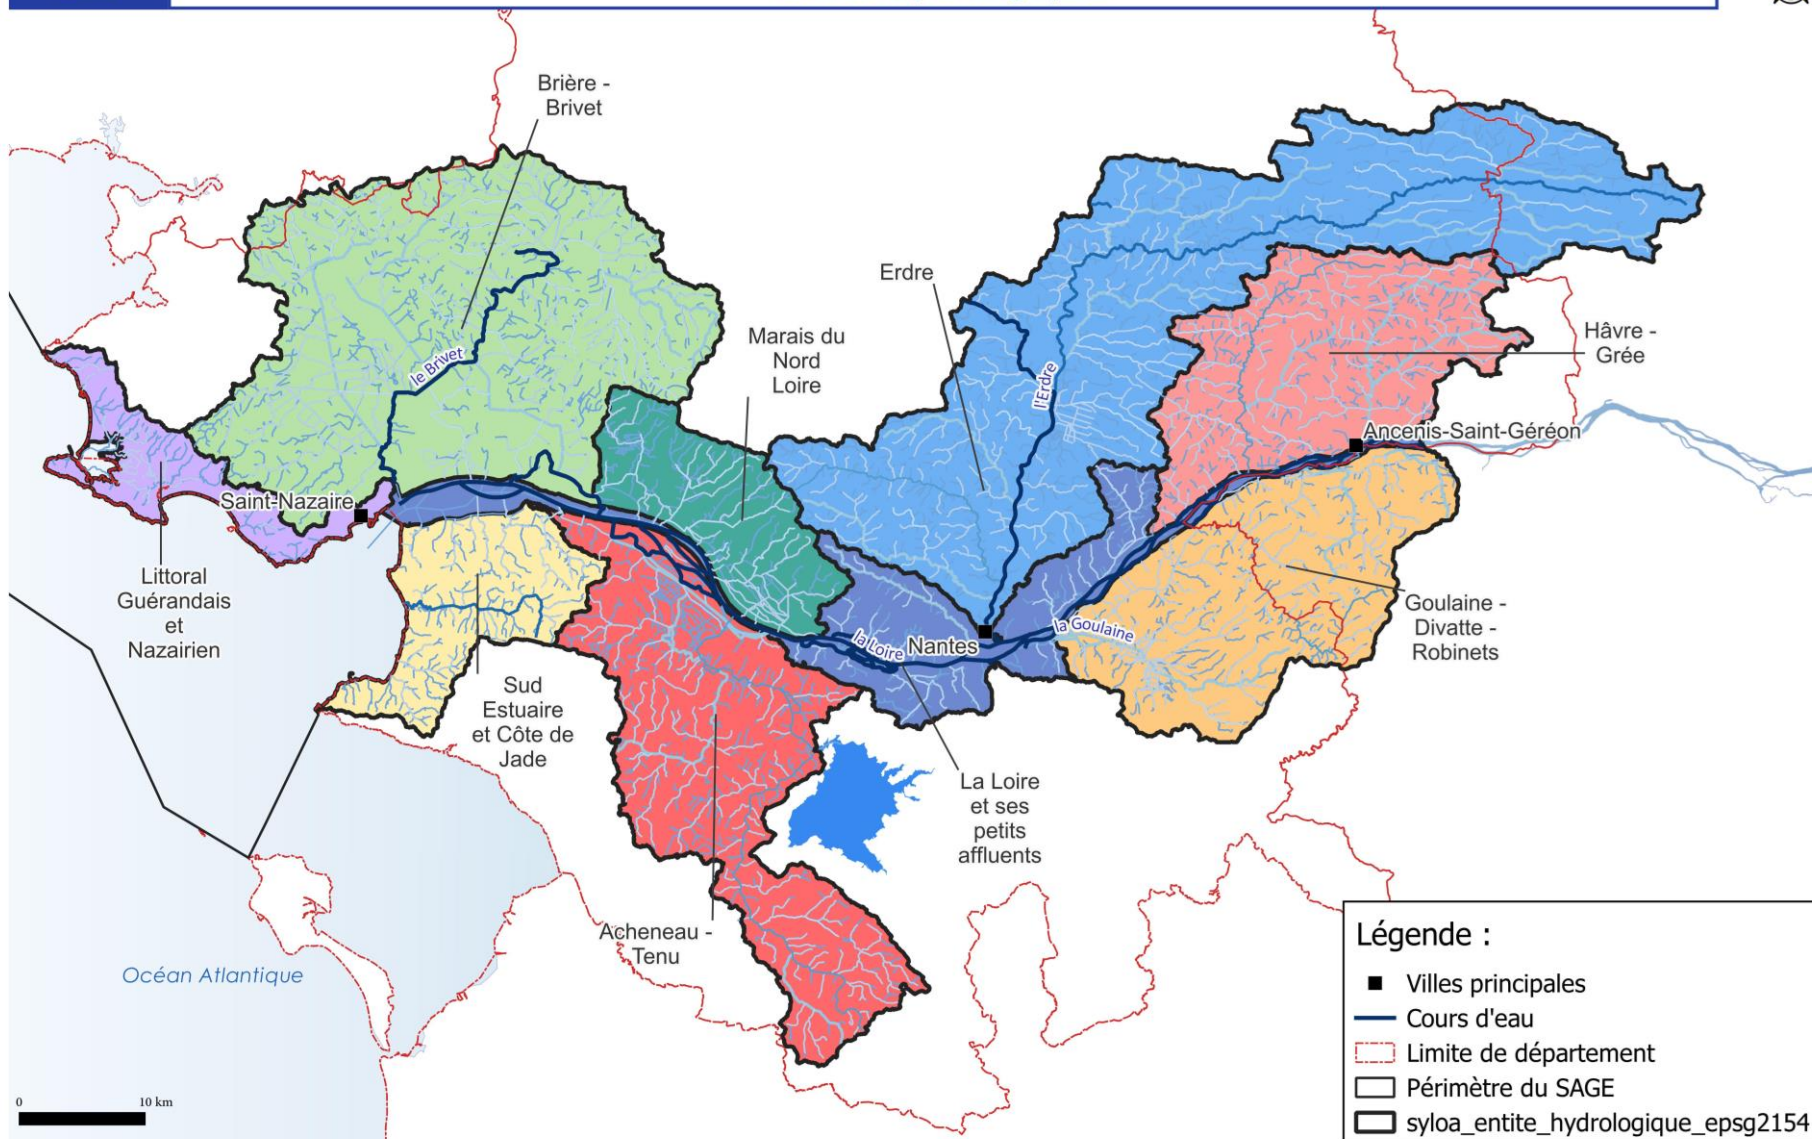 Brière -
Brivet
Erdre
Marais du
Nord
Loire
Hâvre -
Grée
le Brivet
l'Erdre
Ancenis-Saint-Géréon
Saint-Nazaire
Littoral
Guérandais
et
Nazairien
Goulaine -
Divatte -
Robinets
la Goulaine
la Loire
Nantes
Sud
Estuaire
et Côte de
Jade
La Loire
et ses
petits
affluents
Acheneau -
Tenu
Océan Atlantique
0 10 km
Légende :
Villes principales
Cours d'eau
Limite de département
Périmètre du SAGE
syloa_entite_hydrologique_epsg2154